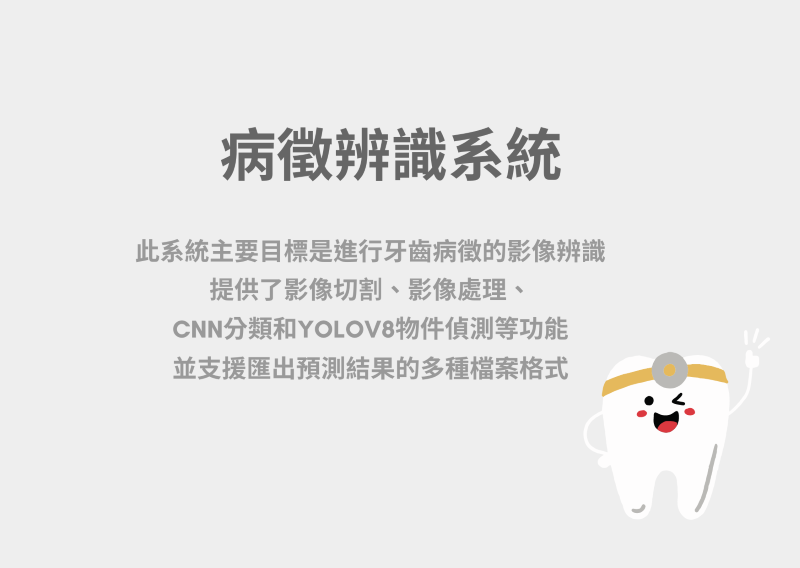 病徵辨識系統
此系統主要目標是進行牙齒病徵的影像辨識
提供了影像切割、影像處理、
CNN分類和YOLOV8物件偵測等功能
並支援匯出預測結果的多種檔案格式